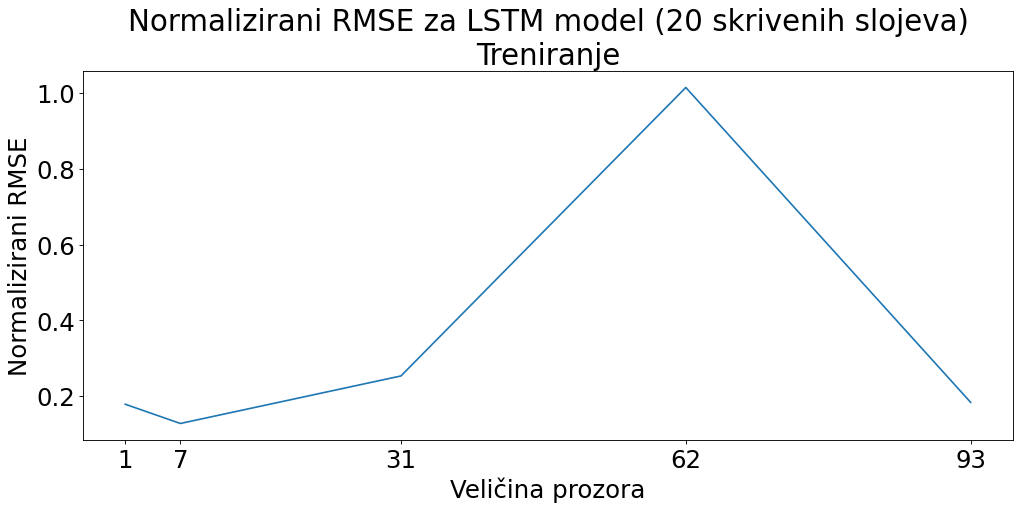 Normalizirani RMSE za LSTM model (20 skrivenih slojeva)
Treniranje
Normalizirani RMSE
1.0
0.8
0.6
0.4
0.2
1 7 31 62 93
Veličina prozora